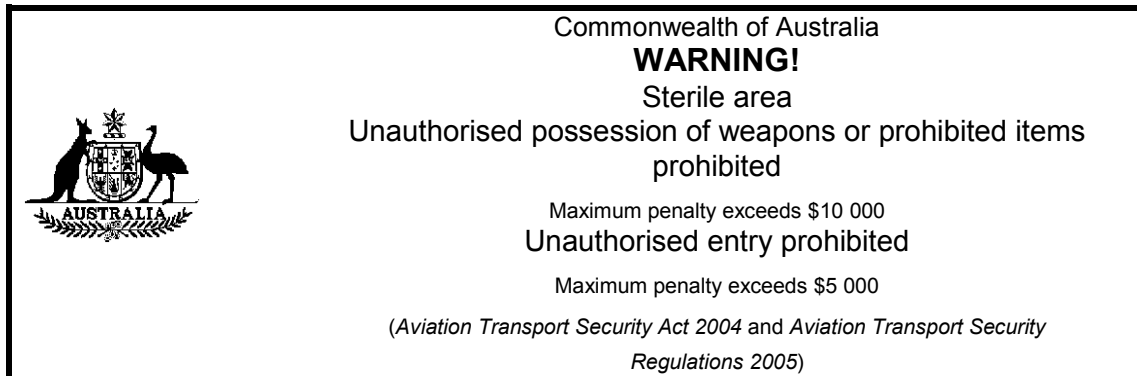 Commonwealth of Australia
WARNING!
Sterile area
Unauthorised possession of weapons or prohibited items
prohibited
Maximum penalty exceeds $10 000
Unauthorised entry prohibited
Maximum penalty exceeds $5 000
(Aviation Transport Security Act 2004 and Aviation Transport Security
Regulations 2005)
AUSTRALIA